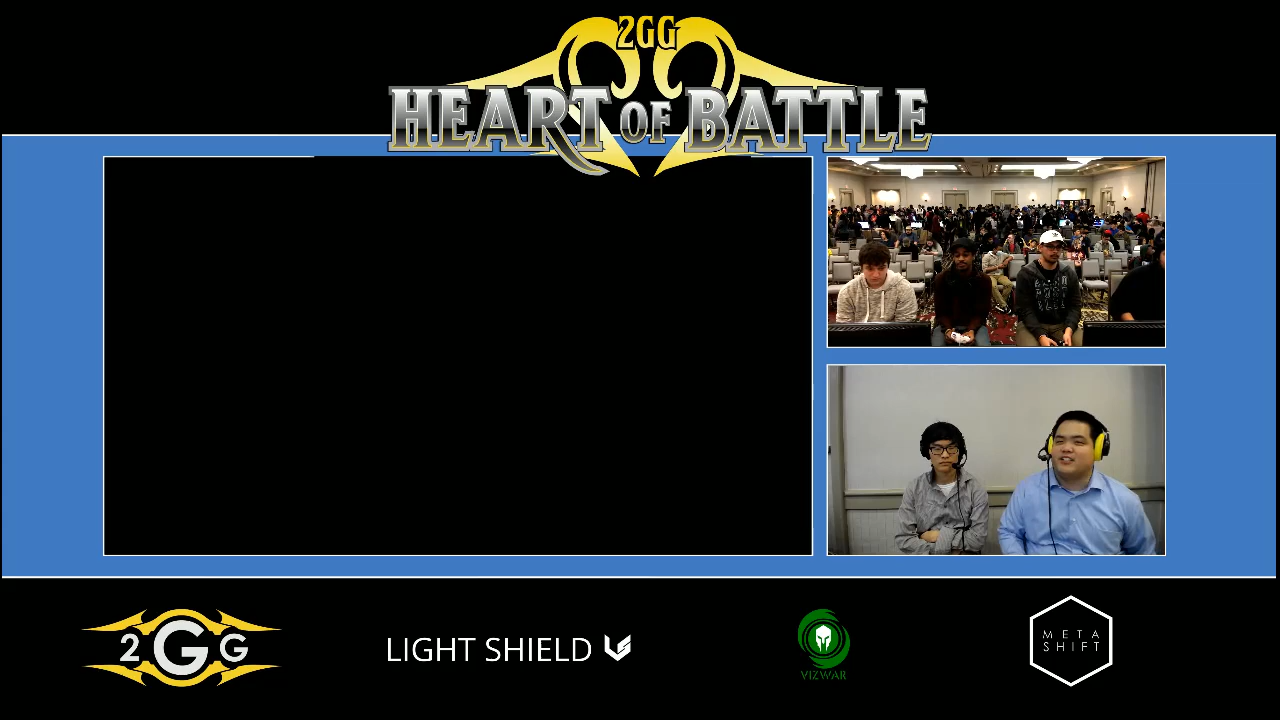 2GG
HEART OF BATTLE
2GG
LIGHT SHIELD
VIZWAR
META
SHIFT